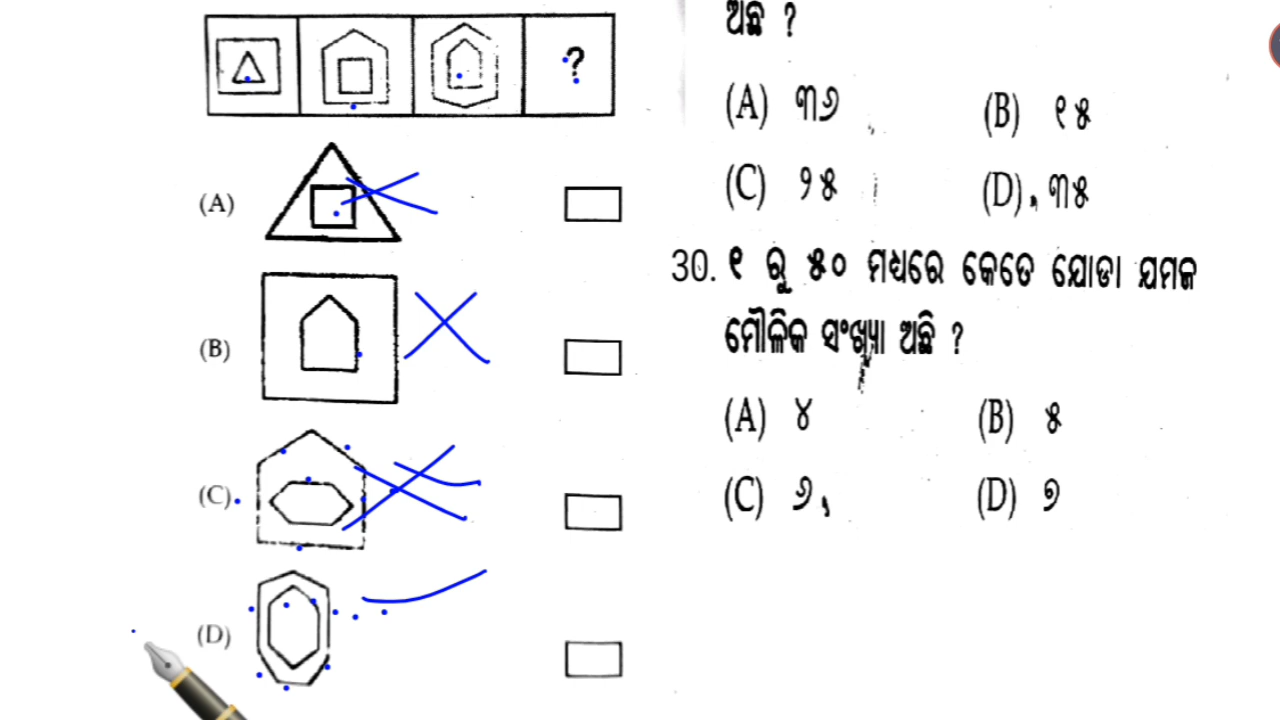 ?
(A)
(B)
(C)
(D)
ଅଛି ?
(A) ୩୬ (B) ୧୫
(C) ୨୫ (D) ୩୫
30. ୧ ରୁ ୫୦ ମଧ୍ୟରେ କେତେ ଯୋଡା ଯମଜ
ମୌଳିକ ସଂଖ୍ୟା ଅଛି ?
(A) ୪ (B) ୫
(C) ୬ (D) ୭